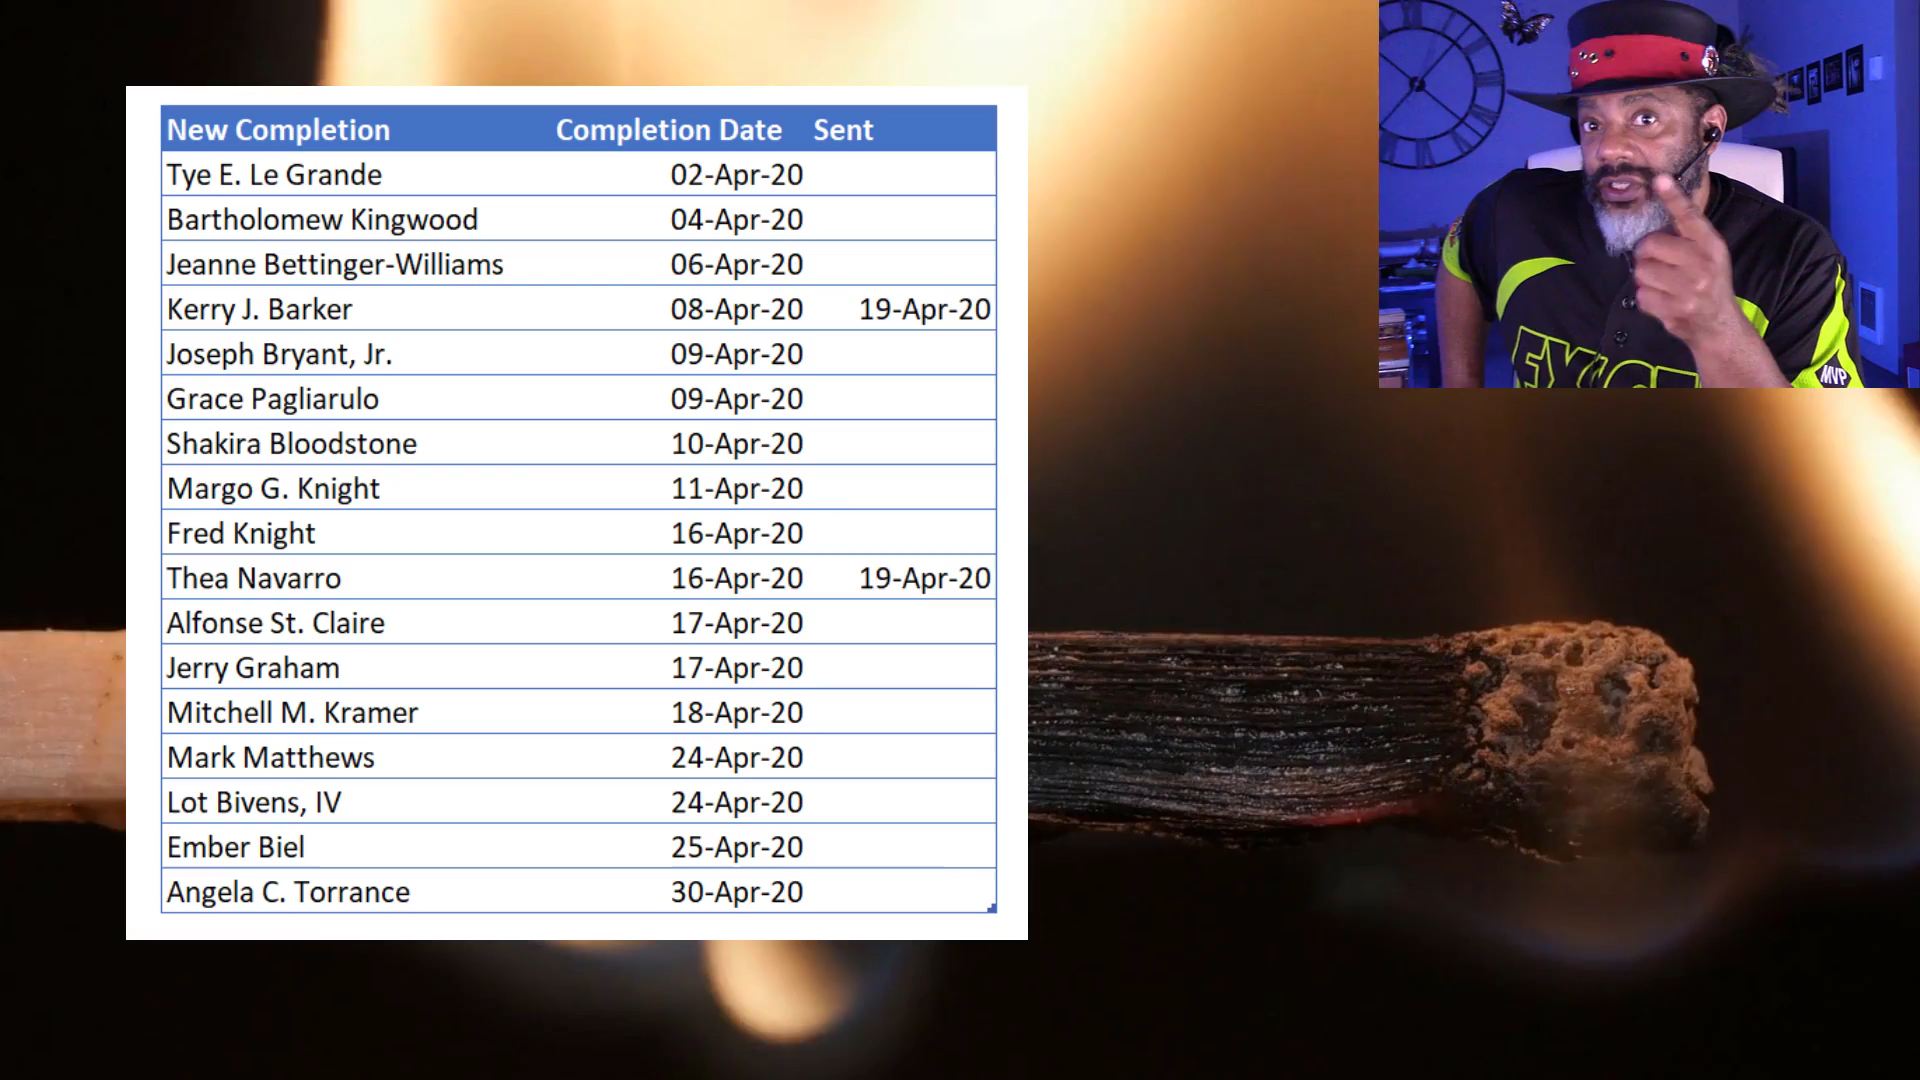 New Completion Completion Date Sent
Tye E. Le Grande 02-Apr-20
Bartholomew Kingwood 04-Apr-20
Jeanne Bettinger-Williams 06-Apr-20
Kerry J. Barker 08-Apr-20 19-Apr-20
Joseph Bryant, Jr. 09-Apr-20
Grace Pagliarulo 09-Apr-20
Shakira Bloodstone 10-Apr-20
Margo G. Knight 11-Apr-20
Fred Knight 16-Apr-20
Thea Navarro 16-Apr-20 19-Apr-20
Alfonse St. Claire 17-Apr-20
Jerry Graham 17-Apr-20
Mitchell M. Kramer 18-Apr-20
Mark Matthews 24-Apr-20
Lot Bivens, IV 24-Apr-20
Ember Biel 25-Apr-20
Angela C. Torrance 30-Apr-20
MVP